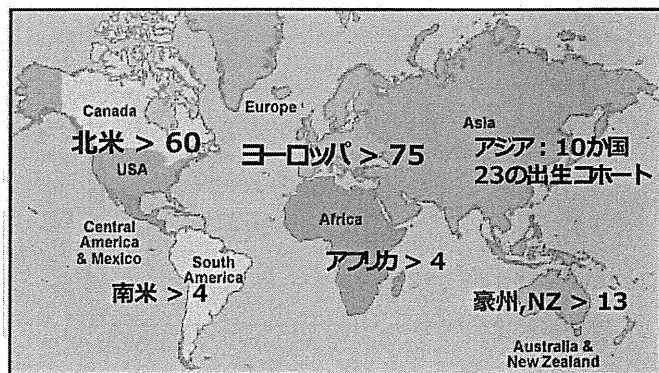 Canada
Europe
Asia
北米 > 60
ヨーロッパ > 75
アジア：10か国
23の出生コホート
USA
Africa
Central
America
& Mexico
South
America
アフリカ > 4
南米 > 4
豪州,NZ > 13
Australia &
New Zealand